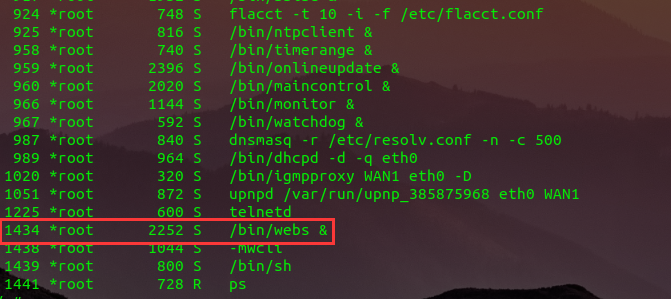 924 *root 748 S flacct -t 10 -i -f /etc/flacct.conf
925 *root 816 S /bin/ntpclient &
958 *root 740 S /bin/timerange &
959 *root 2396 S /bin/onlineupdate &
960 *root 2020 S /bin/maincontrol &
966 *root 1144 S /bin/monitor &
967 *root 592 S /bin/watchdog &
987 *root 840 S dnsmasq -r /etc/resolv.conf -n -c 500
989 *root 964 S /bin/dhcpd -d -q eth0
1020 *root 320 S /bin/igmpproxy WAN1 eth0 -D
1051 *root 872 S upnpd /var/run/upnp_385875968 eth0 WAN1
1225 *root 600 S telnetd
1434 *root 2252 S /bin/webs &
1438 *root 1044 S -mwcli
1439 *root 800 S /bin/sh
1441 *root 728 R ps